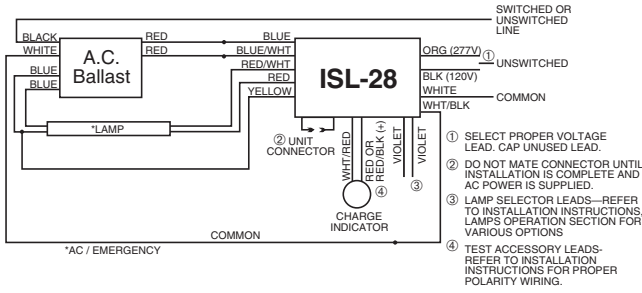 SWITCHED OR
UNSWITCHED
LINE
BLACK
RED
BLUE
WHITE
RED
BLUE/WHT
ORG (277V)
①
A.C.
Ballast
UNSWITCHED
BLUE
RED/WHT
ISL-28
BLK (120V)
BLUE
RED
WHITE
COMMON
YELLOW
WHT/BLK
*LAMP
② UNIT
CONNECTOR
WHT/RED
RED OR
RED/BLK (+)
VIOLET
VIOLET
④
③
CHARGE
INDICATOR
COMMON
*AC / EMERGENCY
① SELECT PROPER VOLTAGE
LEAD. CAP UNUSED LEAD.
② DO NOT MATE CONNECTOR UNTIL
INSTALLATION IS COMPLETE AND
AC POWER IS SUPPLIED.
③ LAMP SELECTOR LEADS—REFER
TO INSTALLATION INSTRUCTIONS,
LAMPS OPERATION SECTION FOR
VARIOUS OPTIONS
④ TEST ACCESSORY LEADS-
REFER TO INSTALLATION
INSTRUCTIONS FOR PROPER
POLARITY WIRING.